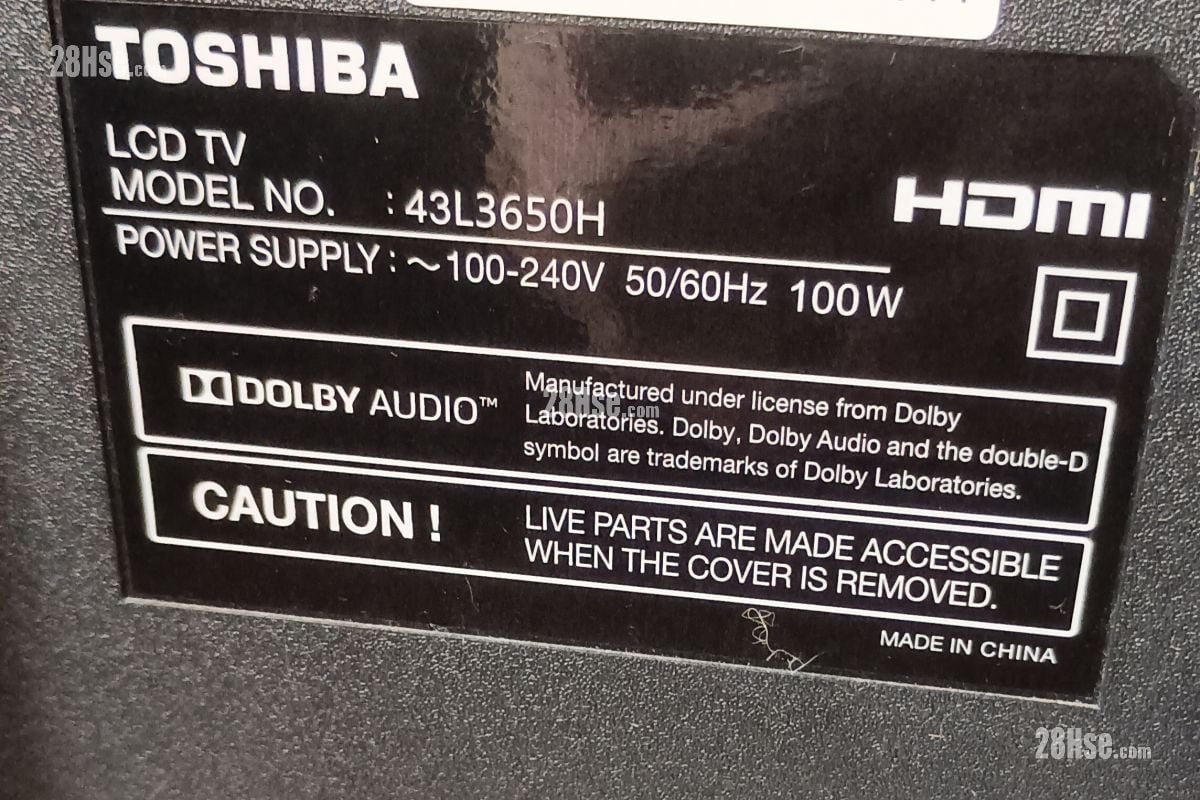 TOSHIBA
LCD TV
MODEL NO. : 43L3650H
HDMI
POWER SUPPLY : ~100-240V 50/60Hz 100W
DOLBY AUDIO™
Manufactured under license from Dolby
Laboratories. Dolby, Dolby Audio and the double-D
symbol are trademarks of Dolby Laboratories.
CAUTION !
LIVE PARTS ARE MADE ACCESSIBLE
WHEN THE COVER IS REMOVED.
MADE IN CHINA
28Hse.com
28Hse.com
28Hse.com